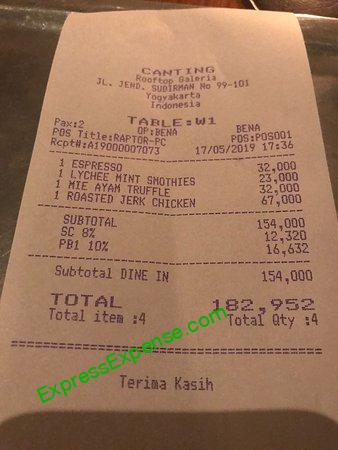 CANTING
Rooftop Galeria
JL. JEND. SUDIRMAN No 99-101
Yogyakarta
Indonesia
TABLE:W1
Pax:2 OP:BENA BENA
POS Title:RAPTOR-PC POS:POS001
Rcpt#:A19000007073 17/05/2019 17:36
1 ESPRESSO 32,000
1 LYCHEE MINT SMOTHIES 23,000
1 MIE AYAM TRUFFLE 32,000
1 ROASTED JERK CHICKEN 67,000
SUBTOTAL 154,000
SC 8% 12,320
PB1 10% 16,632
Subtotal DINE IN 154,000
TOTAL 182,952
Total item :4 Total Qty :4
ExpressExpense.com
Terima Kasih